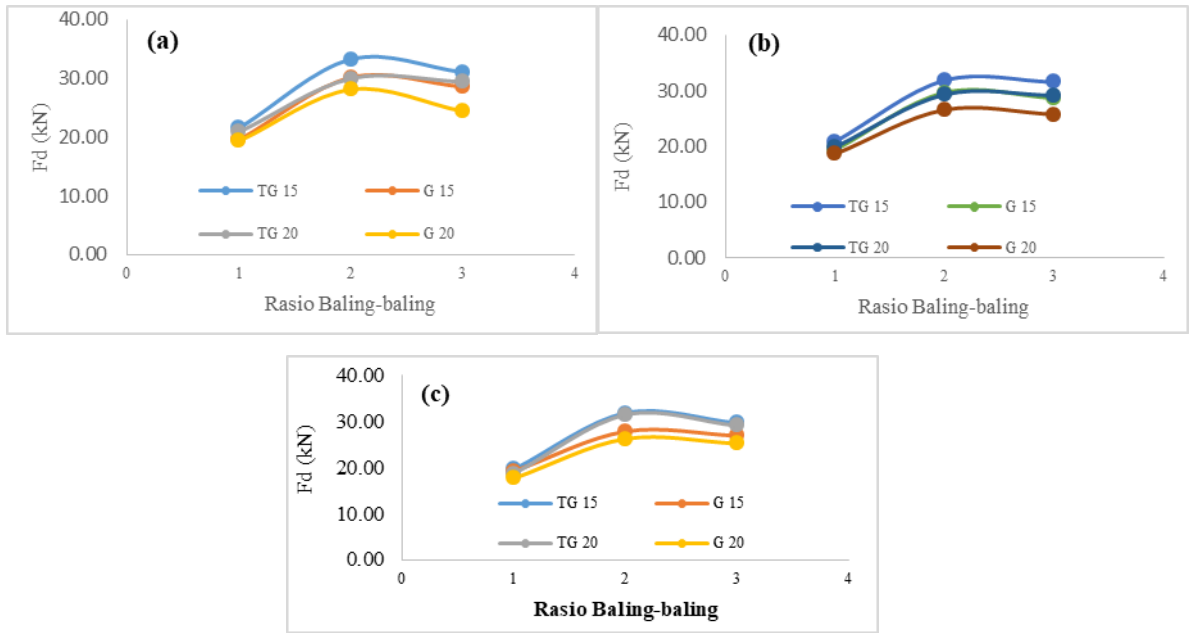 (a)
40.00
30.00
20.00
10.00
0.00
Fd (kN)
TG 15
G 15
TG 20
G 20
0 1 2 3 4
Rasio Baling-baling
(b)
40.00
30.00
20.00
10.00
0.00
Fd (kN)
TG 15
G 15
TG 20
G 20
0 1 2 3 4
Rasio Baling-baling
(c)
40.00
30.00
20.00
10.00
0.00
Fd (kN)
TG 15
G 15
TG 20
G 20
0 1 2 3 4
Rasio Baling-baling